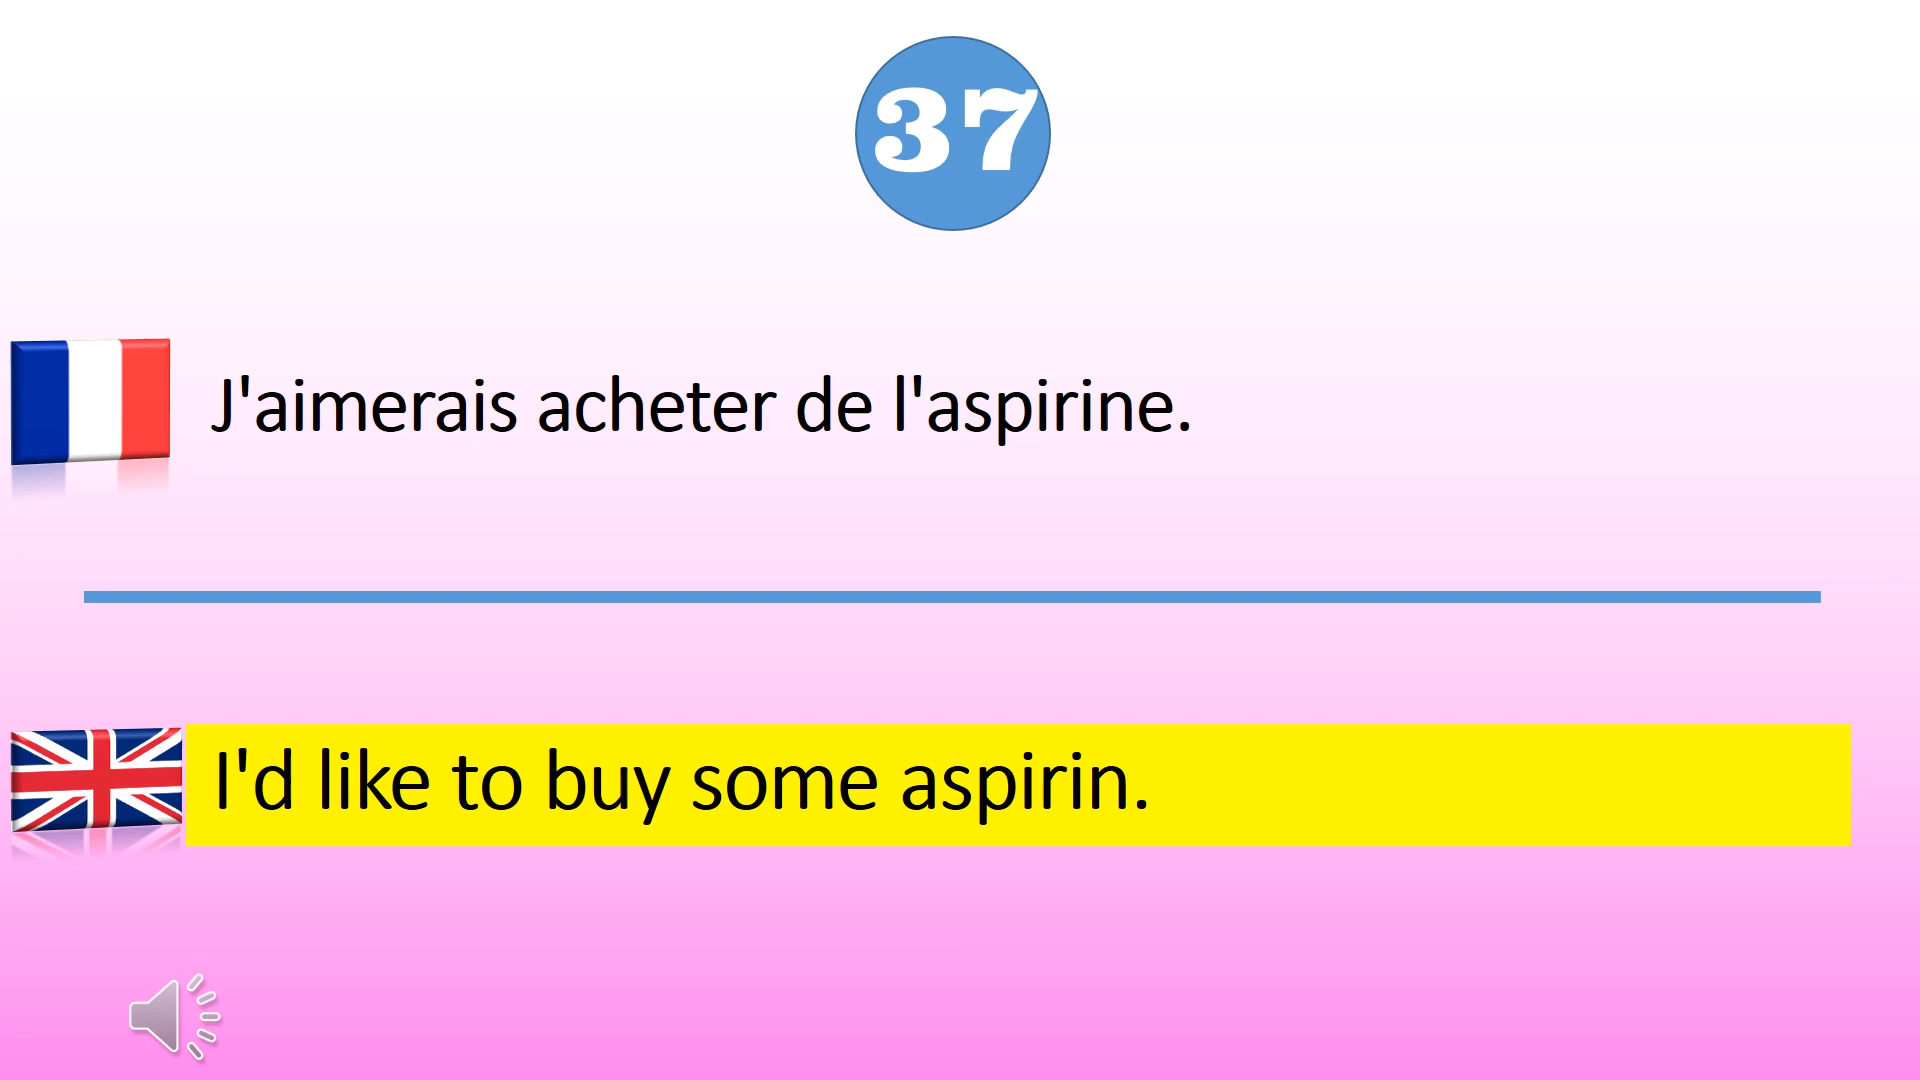 37
J'aimerais acheter de l'aspirine.
I'd like to buy some aspirin.